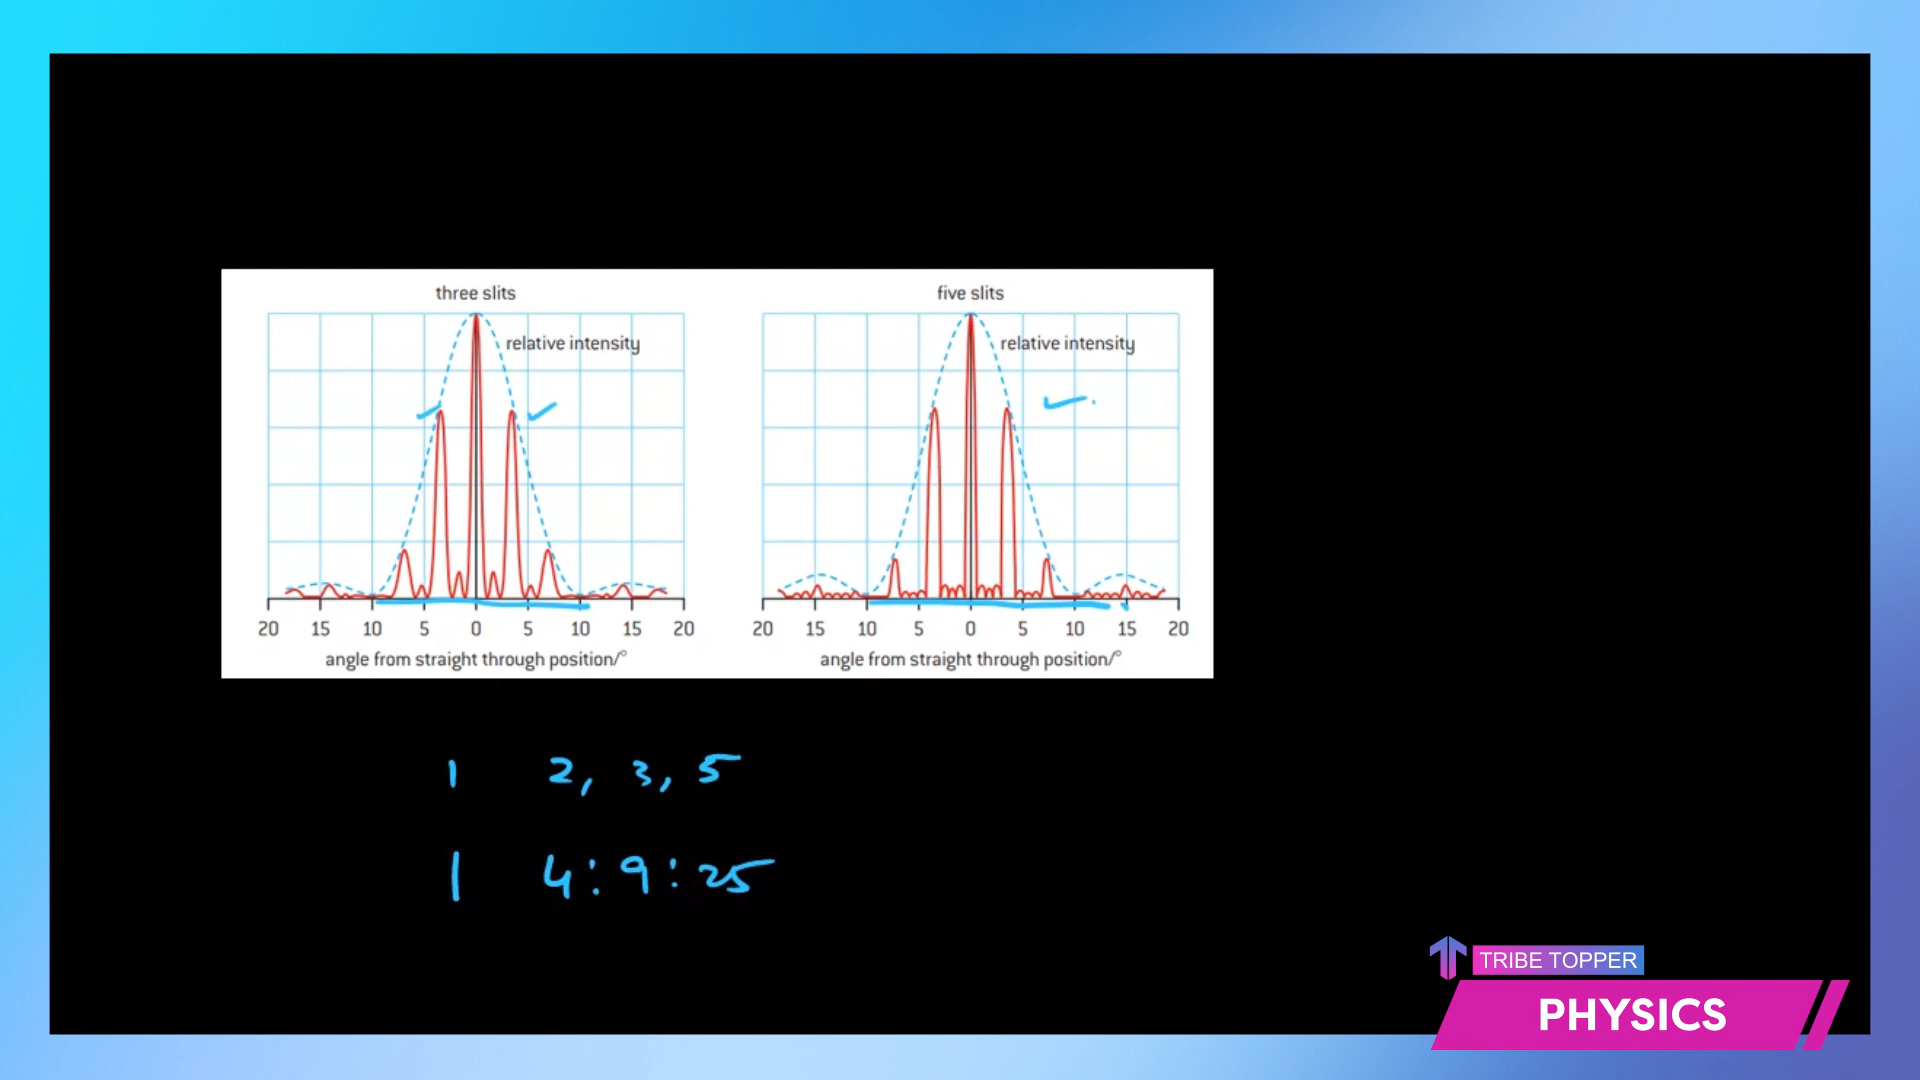 three slits
relative intensity
20 15 10 5 0 5 10 15 20
angle from straight through position/°
five slits
relative intensity
20 15 10 5 0 5 10 15 20
angle from straight through position/°
1 2, 3, 5
1 4:9:25
TRIBE TOPPER
PHYSICS